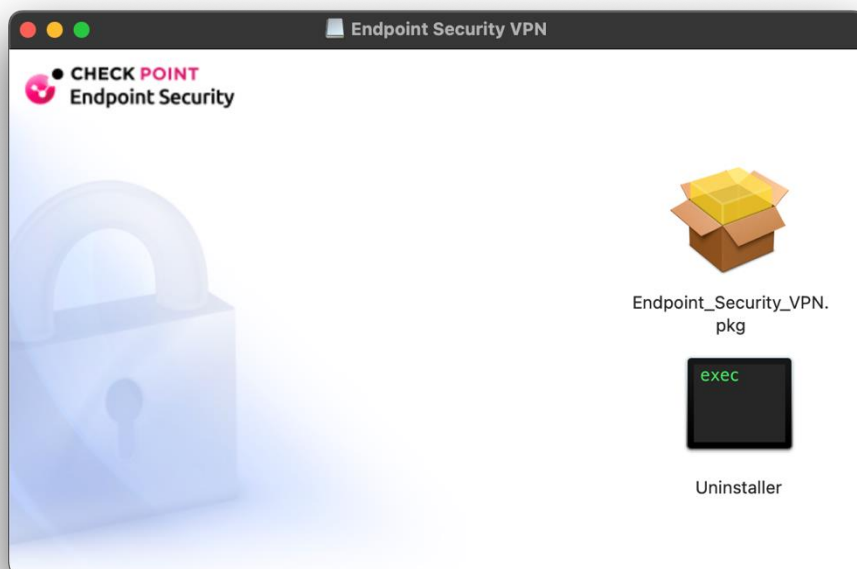 Endpoint Security VPN
CHECK POINT
Endpoint Security
Endpoint_Security_VPN.
pkg
exec
Uninstaller